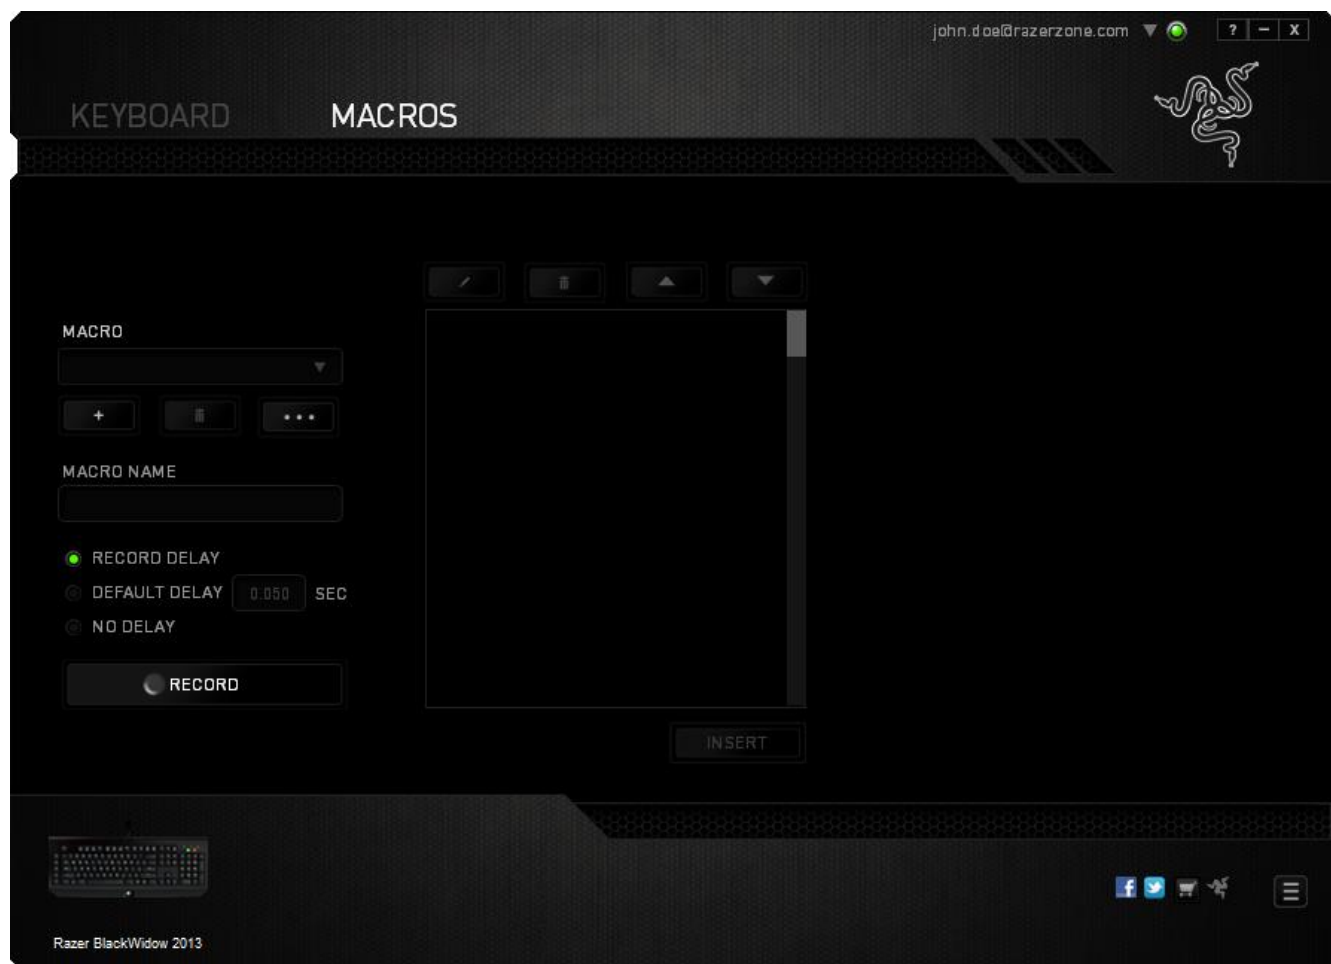 john.doe@razerzone.com
? – X
KEYBOARD MACROS
MACRO
+ •••
MACRO NAME
RECORD DELAY
DEFAULT DELAY 0.050 SEC
NO DELAY
RECORD
INSERT
Razer BlackWidow 2013